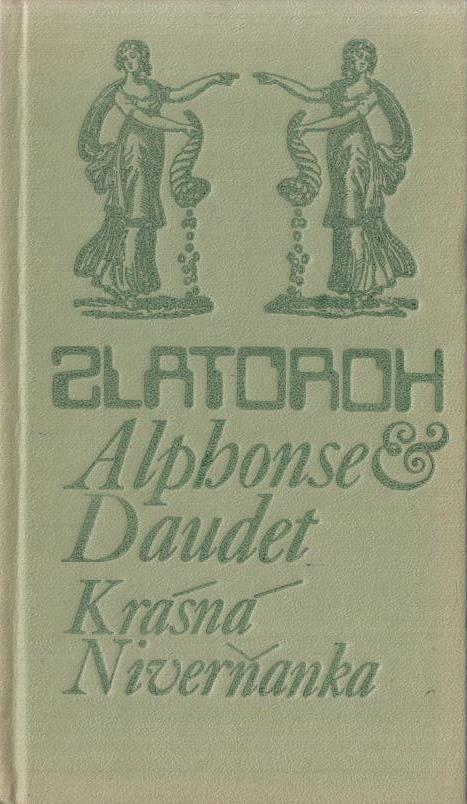 ZLATOROH
Alphonse &
Daudet
Krásná
Niverňanka